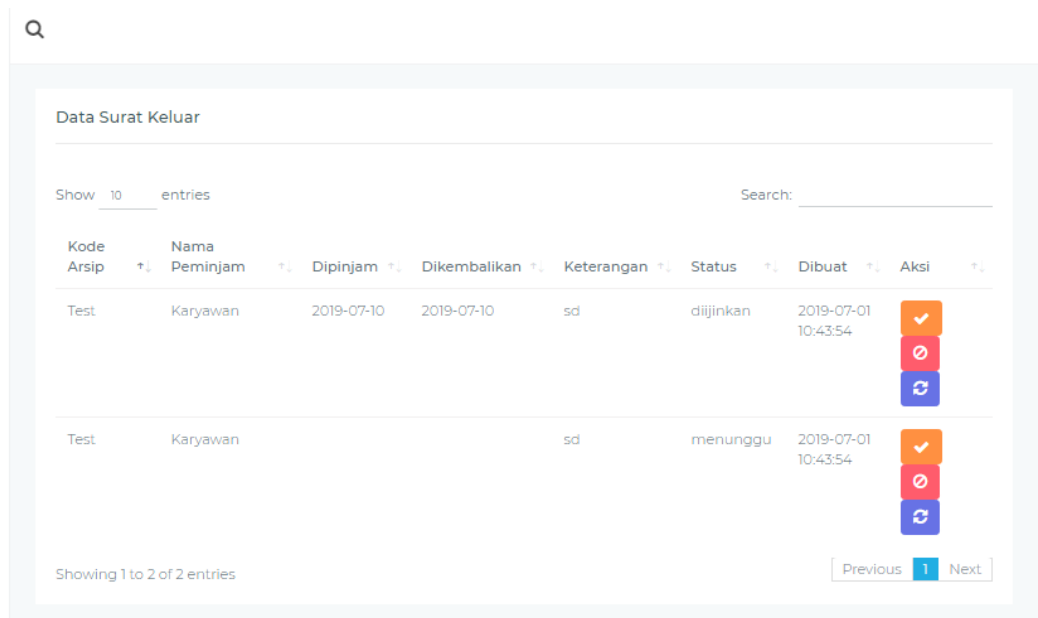 Data Surat Keluar
Show 10 entries Search:
Kode Arsip Nama Peminjam Dipinjam Dikembalikan Keterangan Status Dibuat Aksi
Test Karyawan 2019-07-10 2019-07-10 sd diijinkan 2019-07-01
10:43:54
Test Karyawan sd menunggu 2019-07-01
10:43:54
Showing 1 to 2 of 2 entries Previous 1 Next